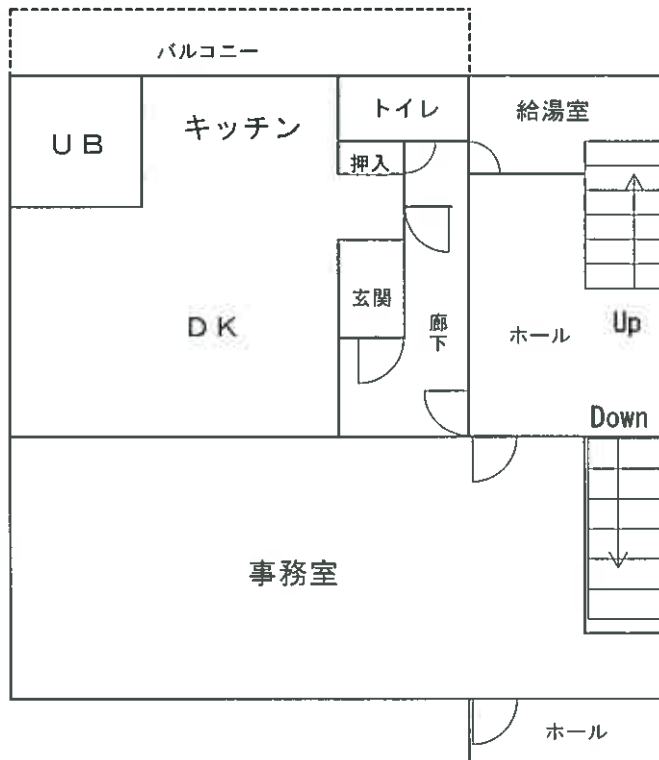 バルコニー
UB
キッチン
トイレ
給湯室
押入
玄関
DK
廊下
ホール
Up
Down
事務室
ホール